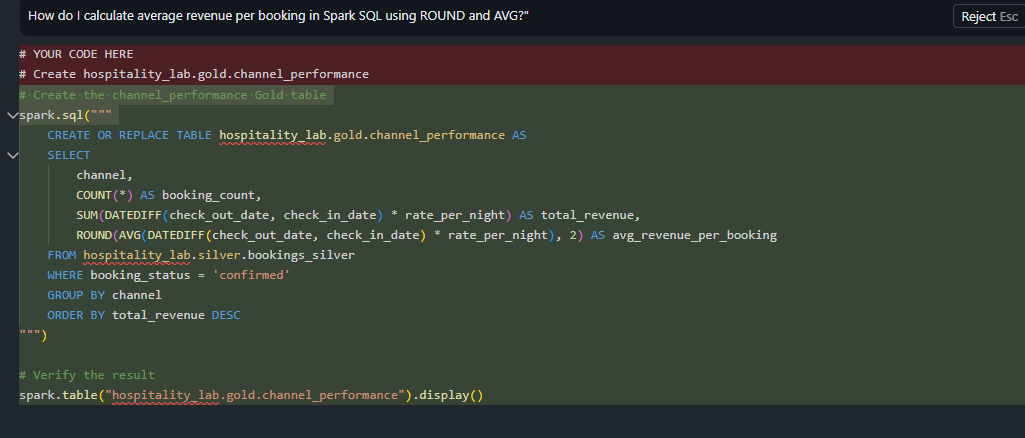 How do I calculate average revenue per booking in Spark SQL using ROUND and AVG?"
Reject Esc
# YOUR CODE HERE
# Create hospitality_lab.gold.channel_performance
# Create the channel_performance Gold table
spark.sql("""
    CREATE OR REPLACE TABLE hospitality_lab.gold.channel_performance AS
    SELECT
        channel,
        COUNT(*) AS booking_count,
        SUM(DATEDIFF(check_out_date, check_in_date) * rate_per_night) AS total_revenue,
        ROUND(AVG(DATEDIFF(check_out_date, check_in_date) * rate_per_night), 2) AS avg_revenue_per_booking
    FROM hospitality_lab.silver.bookings_silver
    WHERE booking_status = 'confirmed'
    GROUP BY channel
    ORDER BY total_revenue DESC
""")
# Verify the result
spark.table("hospitality_lab.gold.channel_performance").display()